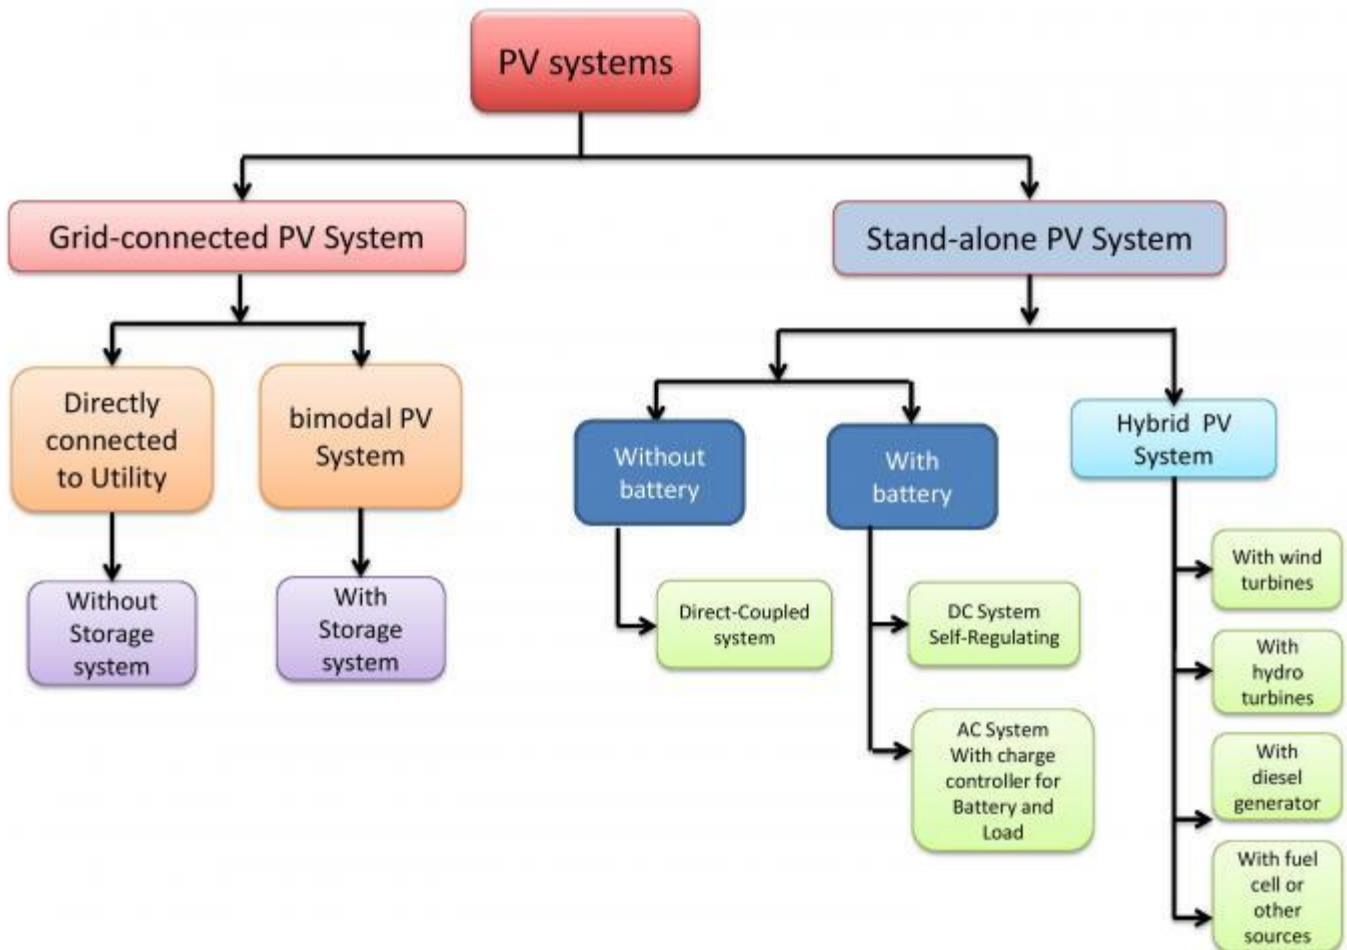 PV systems
Grid-connected PV System
Stand-alone PV System
Directly
connected
to Utility
bimodal PV
System
Without
battery
With
battery
Hybrid PV
System
Without
Storage
system
With
Storage
system
Direct-Coupled
system
DC System
Self-Regulating
AC System
With charge
controller for
Battery and
Load
With wind
turbines
With
hydro
turbines
With
diesel
generator
With fuel
cell or
other
sources